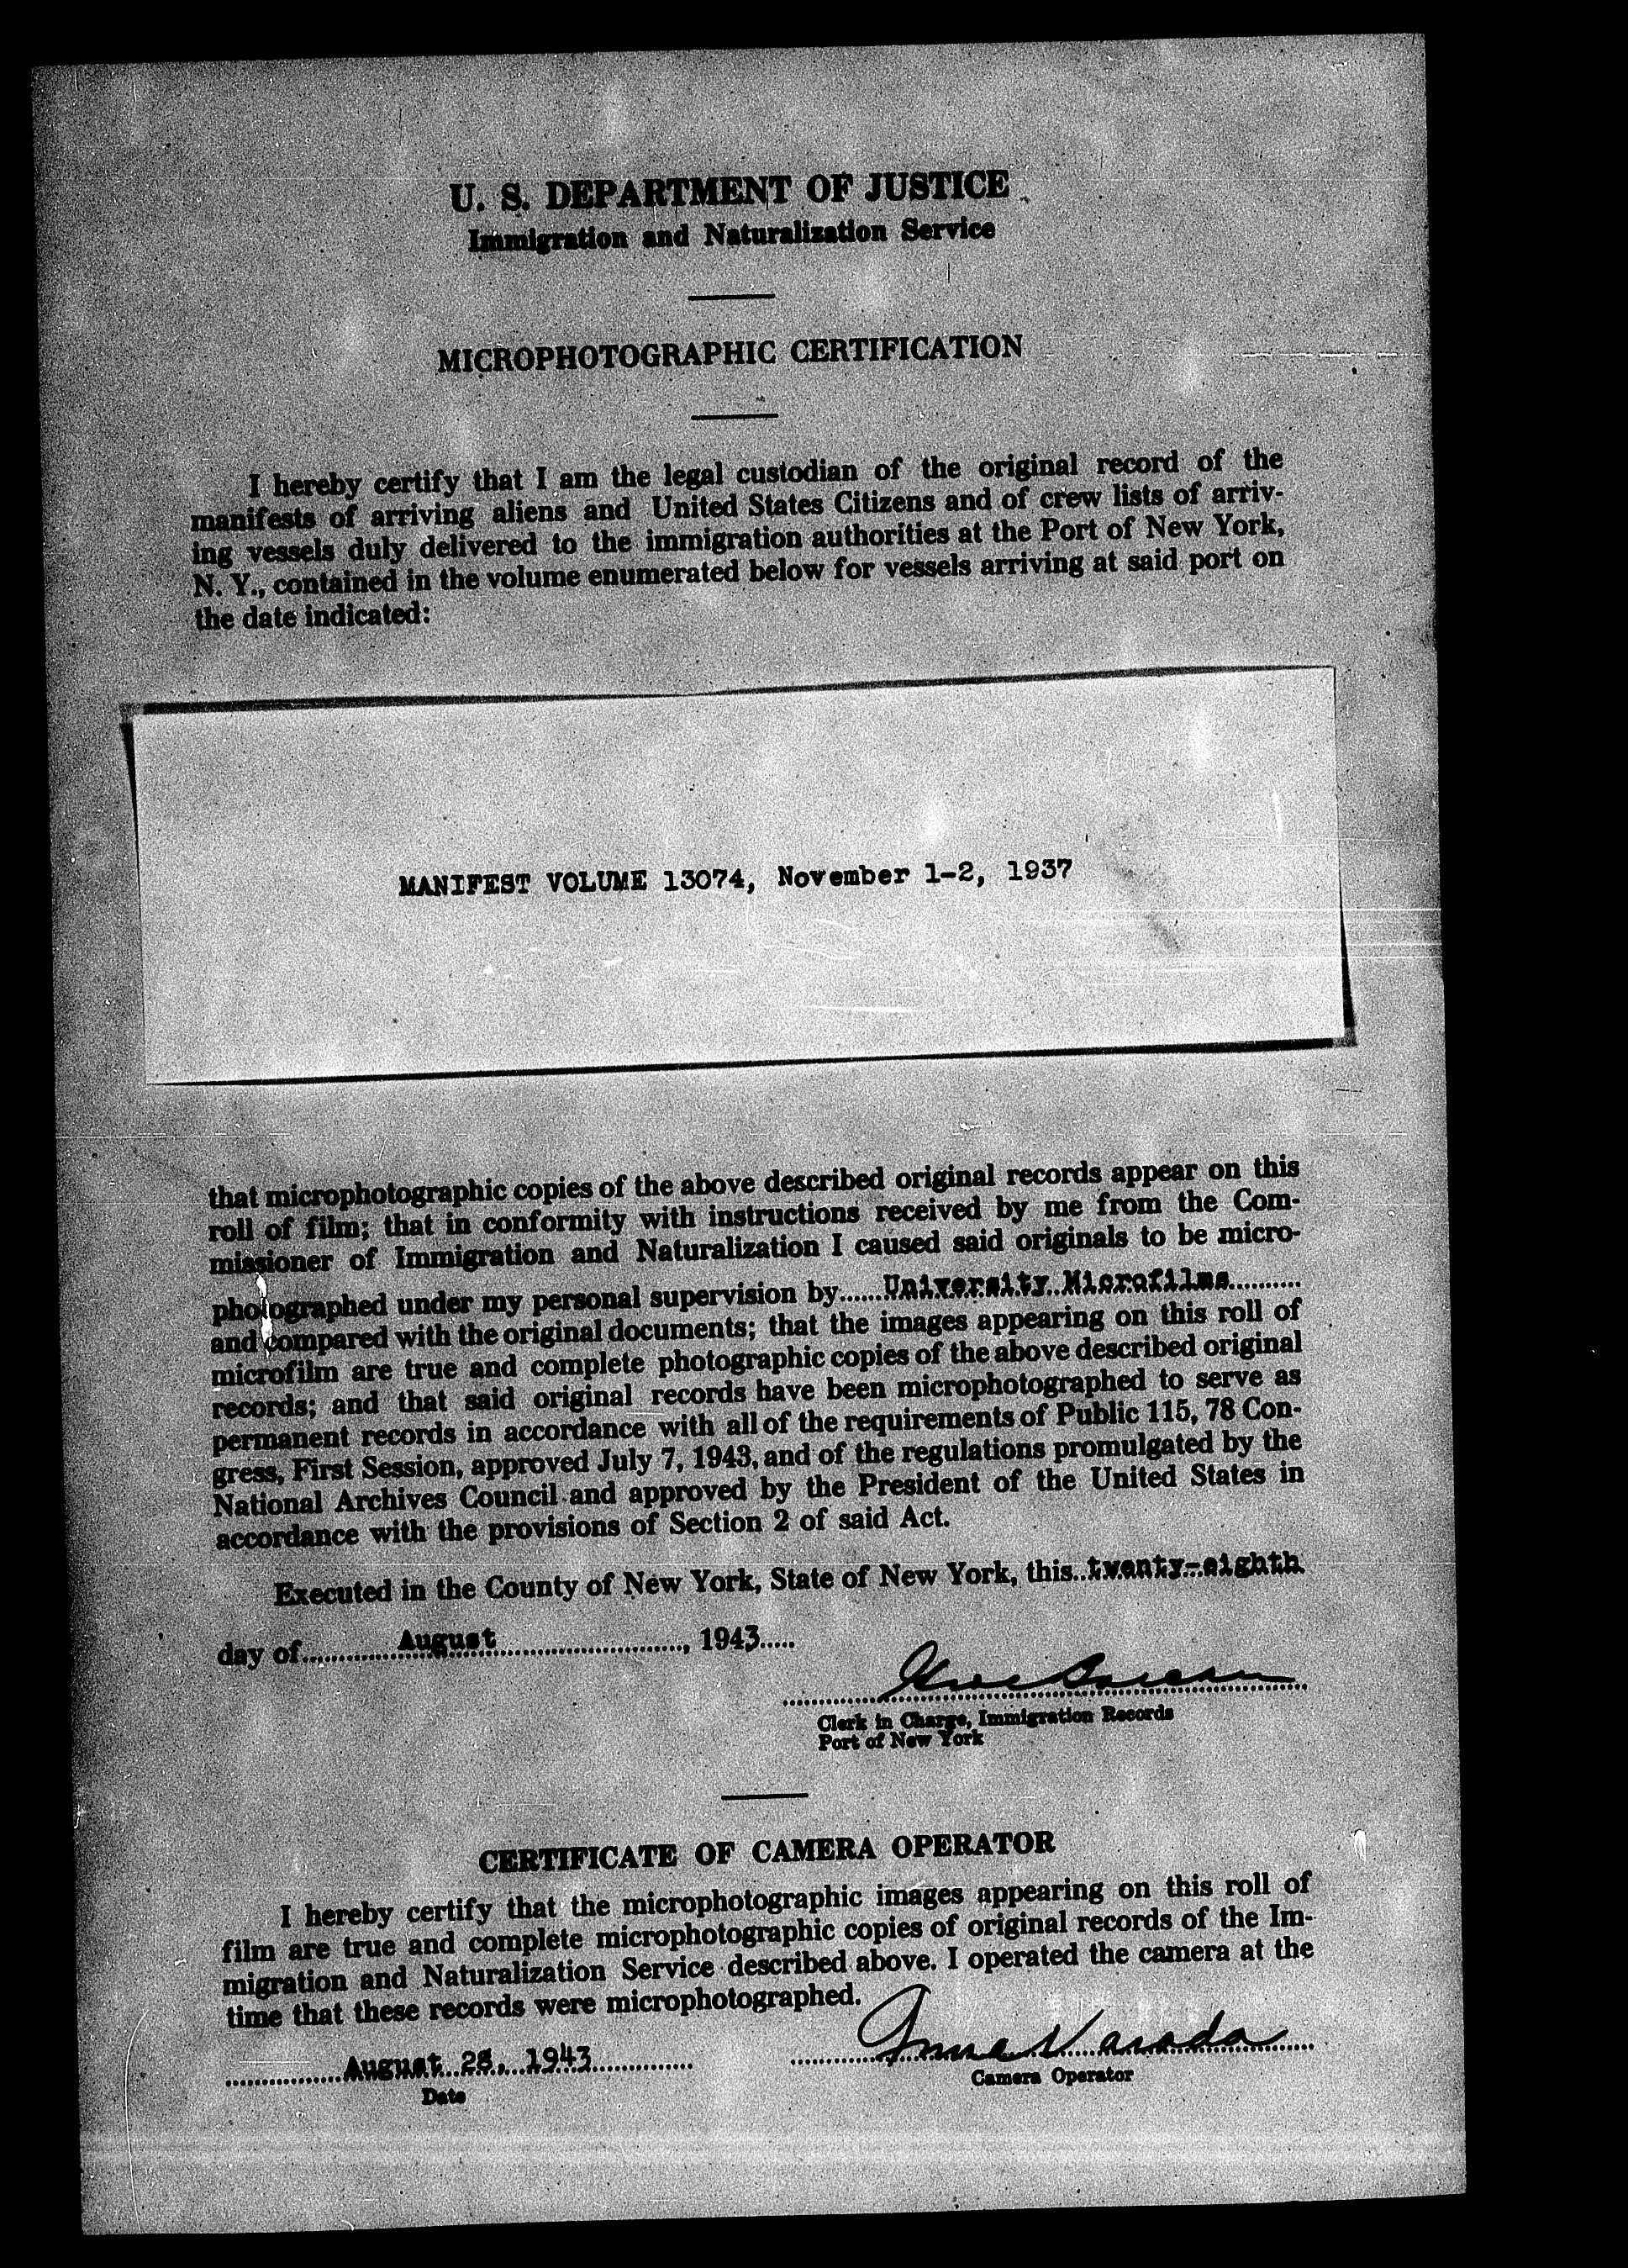 U. S. DEPARTMENT OF JUSTICE
Immigration and Naturalization Service
MICROPHOTOGRAPHIC CERTIFICATION
I hereby certify that I am the legal custodian of the original record of the
manifests of arriving aliens and United States Citizens and of crew lists of arriv-
ing vessels duly delivered to the immigration authorities at the Port of New York,
N. Y., contained in the volume enumerated below for vessels arriving at said port on
the date indicated:
MANIFEST VOLUME 13074, November 1-2, 1937
that microphotographic copies of the above described original records appear on this
roll of film; that in conformity with instructions received by me from the Com-
missioner of Immigration and Naturalization I caused said originals to be micro-
photographed under my personal supervision by......University Microfilms...........
and compared with the original documents; that the images appearing on this roll of
microfilm are true and complete photographic copies of the above described original
records; and that said original records have been microphotographed to serve as
permanent records in accordance with all of the requirements of Public 115, 78 Con-
gress, First Session, approved July 7, 1943, and of the regulations promulgated by the
National Archives Council and approved by the President of the United States in
accordance with the provisions of Section 2 of said Act.
Executed in the County of New York, State of New York, this..twenty-eighth
day of..............August............................, 1943.....
Clerk in Charge, Immigration Records
Port of New York
CERTIFICATE OF CAMERA OPERATOR
I hereby certify that the microphotographic images appearing on this roll of
film are true and complete microphotographic copies of original records of the Im-
migration and Naturalization Service described above. I operated the camera at the
time that these records were microphotographed.
August 28, 1943
Anne Varada
Date
Camera Operator